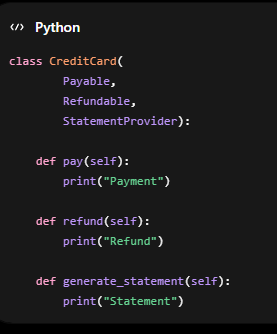 </> Python
class CreditCard(
        Payable,
        Refundable,
        StatementProvider):
    def pay(self):
        print("Payment")
    def refund(self):
        print("Refund")
    def generate_statement(self):
        print("Statement")